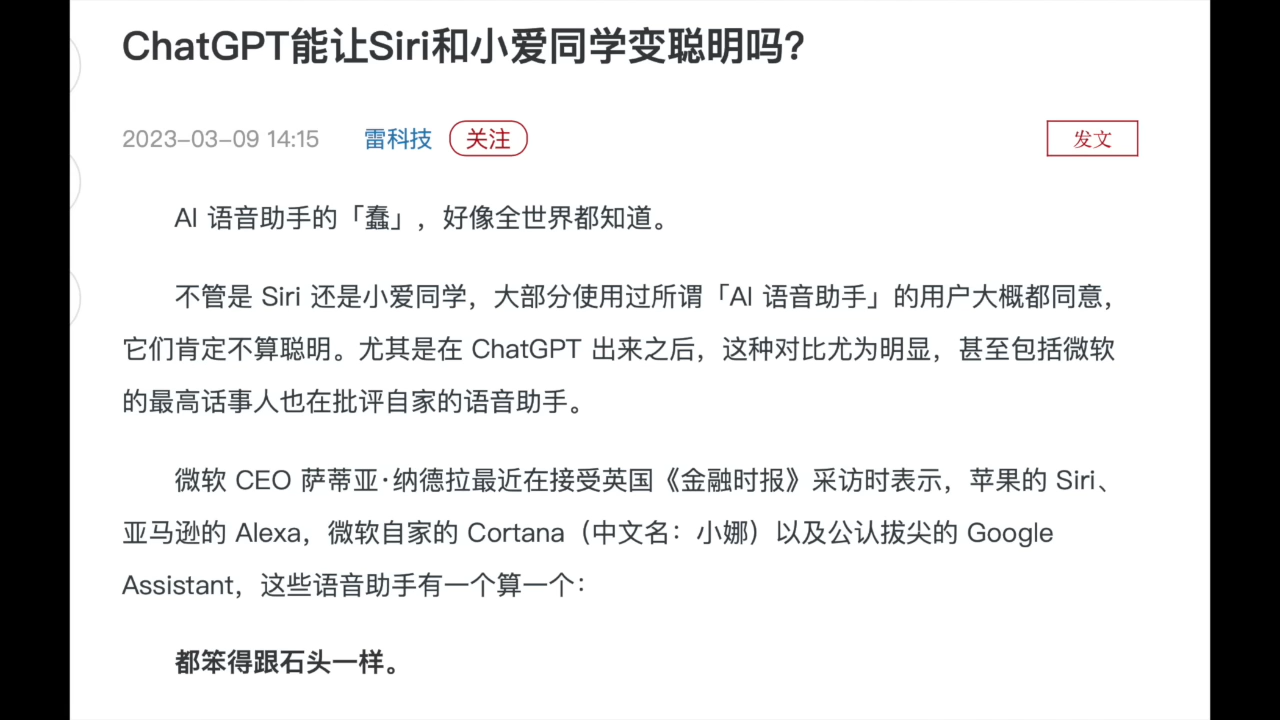 ChatGPT能让Siri和小爱同学变聪明吗?
2023-03-09 14:15 雷科技 关注 发文
AI 语音助手的「蠢」，好像全世界都知道。
不管是 Siri 还是小爱同学，大部分使用过所谓「AI 语音助手」的用户大概都同意，
它们肯定不算聪明。尤其是在 ChatGPT 出来之后，这种对比尤为明显，甚至包括微软
的最高话事人也在批评自家的语音助手。
微软 CEO 萨蒂亚·纳德拉最近在接受英国《金融时报》采访时表示，苹果的 Siri、
亚马逊的 Alexa，微软自家的 Cortana（中文名：小娜）以及公认拔尖的 Google
Assistant，这些语音助手有一个算一个：
都笨得跟石头一样。